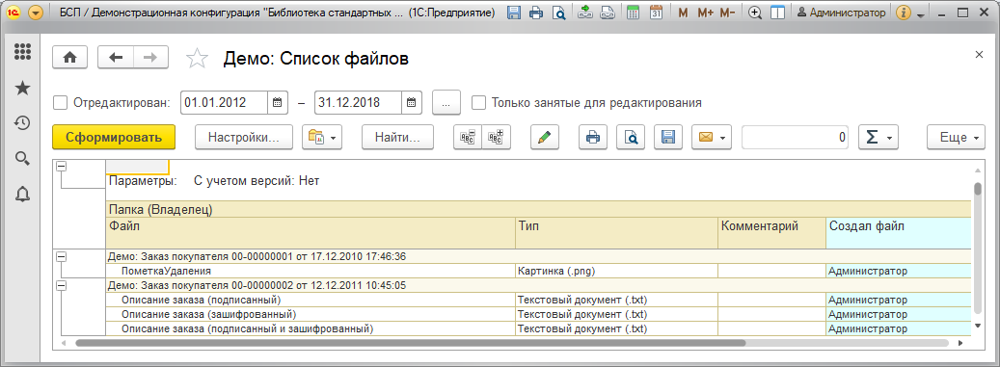 1С БСП / Демонстрационная конфигурация "Библиотека стандартных ... (1С:Предприятие) 31 M M+ M- Администратор i
Демо: Список файлов
Отредактирован: 01.01.2012 – 31.12.2018 ... Только занятые для редактирования
Сформировать Настройки... Найти... 0 Σ Еще
Параметры: С учетом версий: Нет
Папка (Владелец)
Файл Тип Комментарий Создал файл
Демо: Заказ покупателя 00-00000001 от 17.12.2010 17:46:36
ПометкаУдаления Картинка (.png) Администратор
Демо: Заказ покупателя 00-00000002 от 12.12.2011 10:45:05
Описание заказа (подписанный) Текстовый документ (.txt) Администратор
Описание заказа (зашифрованный) Текстовый документ (.txt) Администратор
Описание заказа (подписанный и зашифрованный) Текстовый документ (.txt) Администратор